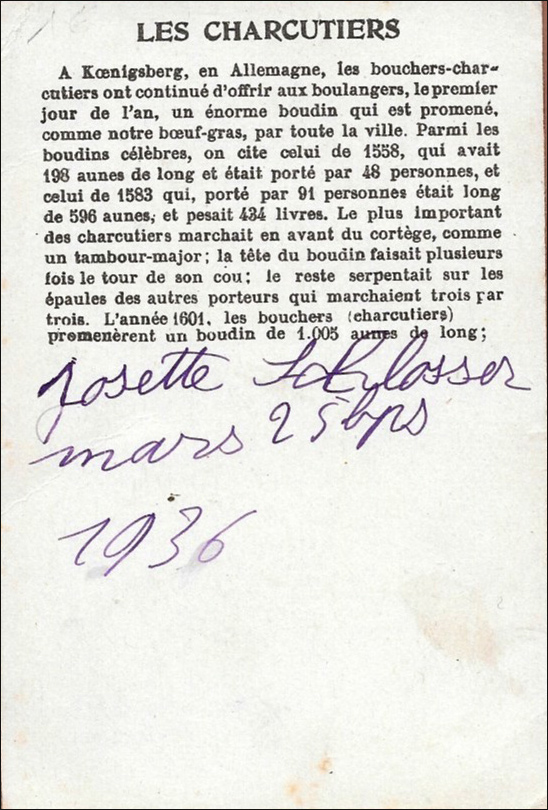 LES CHARCUTIERS
A Kœnigsberg, en Allemagne, les bouchers-char-
cutiers ont continué d'offrir aux boulangers, le premier
jour de l'an, un énorme boudin qui est promené,
comme notre bœuf-gras, par toute la ville. Parmi les
boudins célèbres, on cite celui de 1558, qui avait
198 aunes de long et était porté par 48 personnes, et
celui de 1583 qui, porté par 91 personnes était long
de 596 aunes, et pesait 434 livres. Le plus important
des charcutiers marchait en avant du cortège, comme
un tambour-major; la tête du boudin faisait plusieurs
fois le tour de son cou; le reste serpentait sur les
épaules des autres porteurs qui marchaient trois par
trois. L'année 1601, les bouchers (charcutiers)
promenèrent un boudin de 1.005 aunes de long;
Josette Schlosser
mars 25
1936